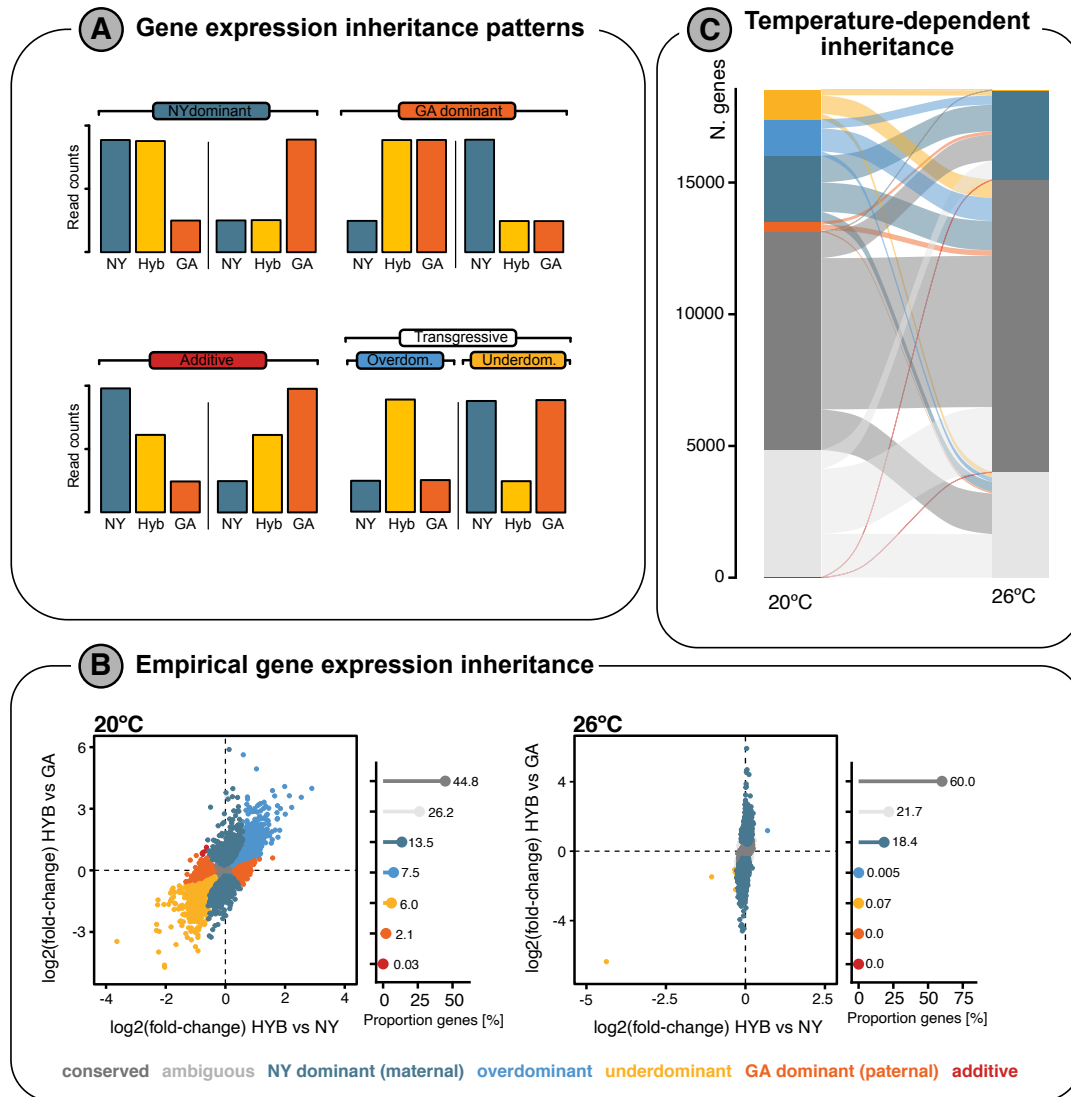 A Gene expression inheritance patterns
NYdominant
GA dominant
Read counts
NY Hyb GA NY Hyb GA
NY Hyb GA NY Hyb GA
Additive
Transgressive
Overdom. Underdom.
Read counts
NY Hyb GA NY Hyb GA
NY Hyb GA NY Hyb GA
C Temperature-dependent
inheritance
N. genes
15000
10000
5000
0
20ºC 26ºC
B Empirical gene expression inheritance
20ºC
log2(fold-change) HYB vs GA
6
3
0
-3
-4 -2 0 2 4
log2(fold-change) HYB vs NY
44.8
26.2
13.5
7.5
6.0
2.1
0.03
0 50
Proportion genes [%]
26ºC
log2(fold-change) HYB vs GA
4
0
-4
-5 0 2.5
log2(fold-change) HYB vs NY
60.0
21.7
18.4
0.005
0.07
0.0
0.0
0 25 50 75
Proportion genes [%]
conserved ambiguous NY dominant (maternal) overdominant underdominant GA dominant (paternal) additive